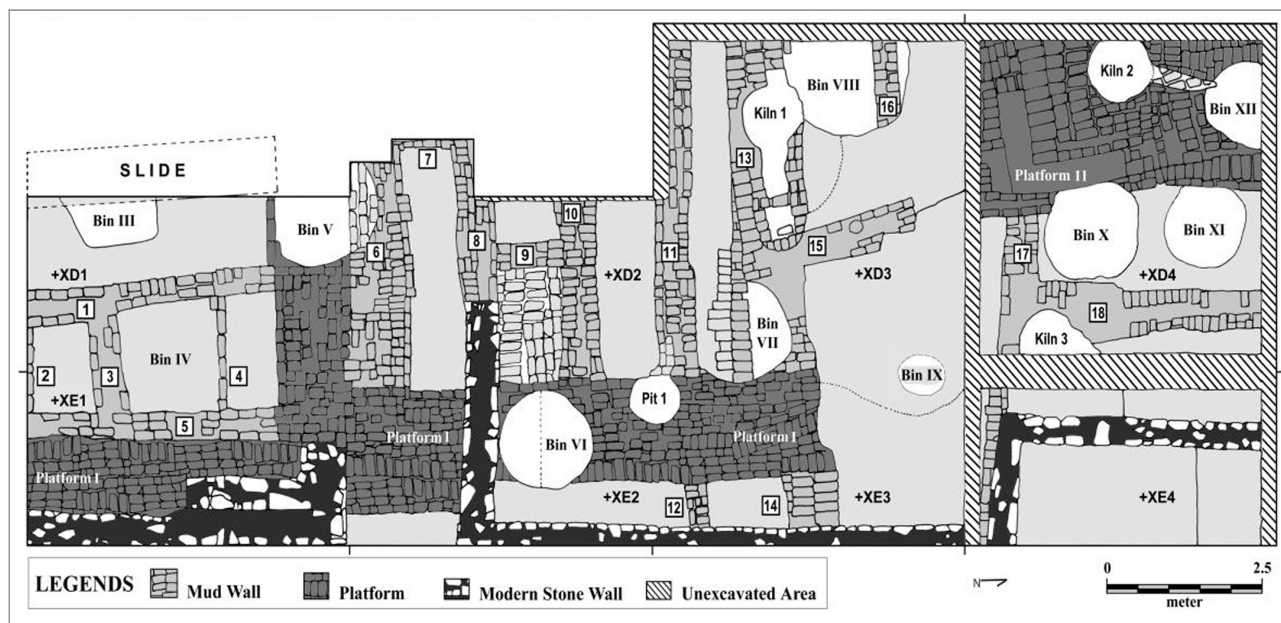 SLIDE
Bin III
Bin V
Bin VIII
Kiln 1
Kiln 2
Bin XII
Platform II
Bin X
Bin XI
+XD1
+XD2
+XD3
+XD4
Bin IV
Bin VII
Bin IX
Kiln 3
+XE1
Pit 1
Platform I
Bin VI
Platform I
Platform I
+XE2
+XE3
+XE4
1
2
3
4
5
6
7
8
9
10
11
12
13
14
15
16
17
18
LEGENDS
Mud Wall
Platform
Modern Stone Wall
Unexcavated Area
N
0 2.5
meter